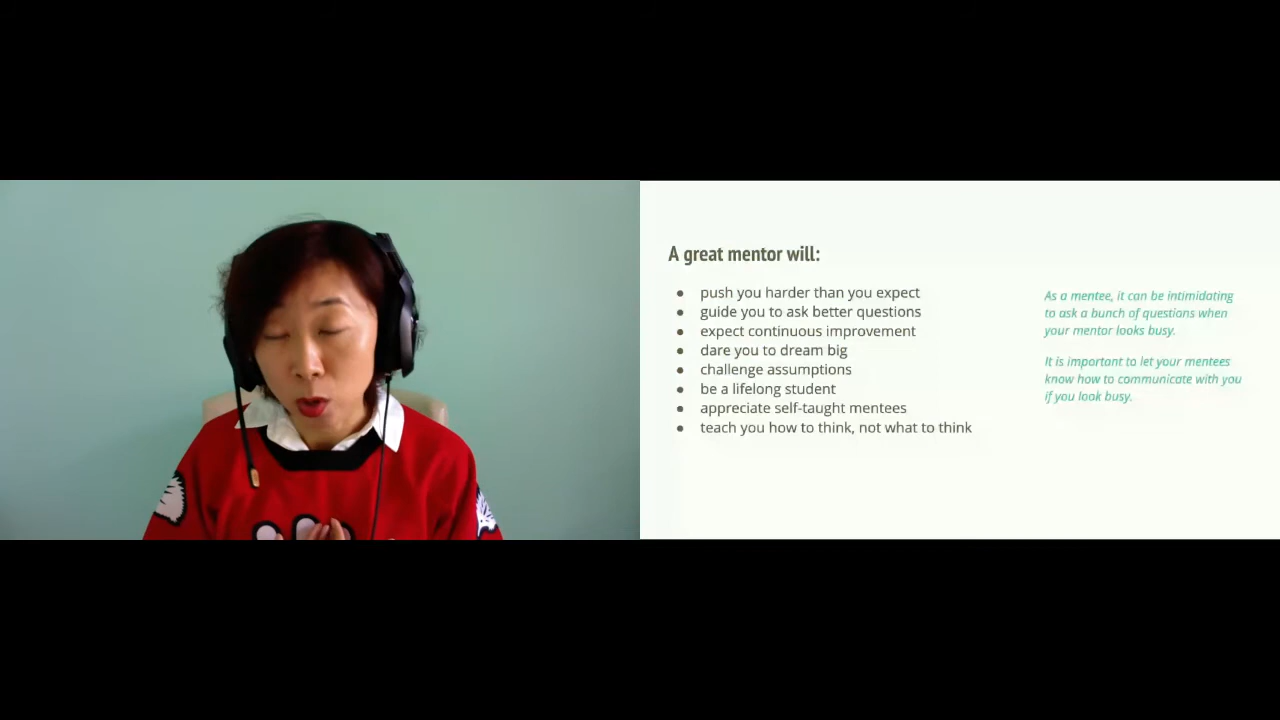 A great mentor will:
● push you harder than you expect
● guide you to ask better questions
● expect continuous improvement
● dare you to dream big
● challenge assumptions
● be a lifelong student
● appreciate self-taught mentees
● teach you how to think, not what to think
As a mentee, it can be intimidating
to ask a bunch of questions when
your mentor looks busy.
It is important to let your mentees
know how to communicate with you
if you look busy.